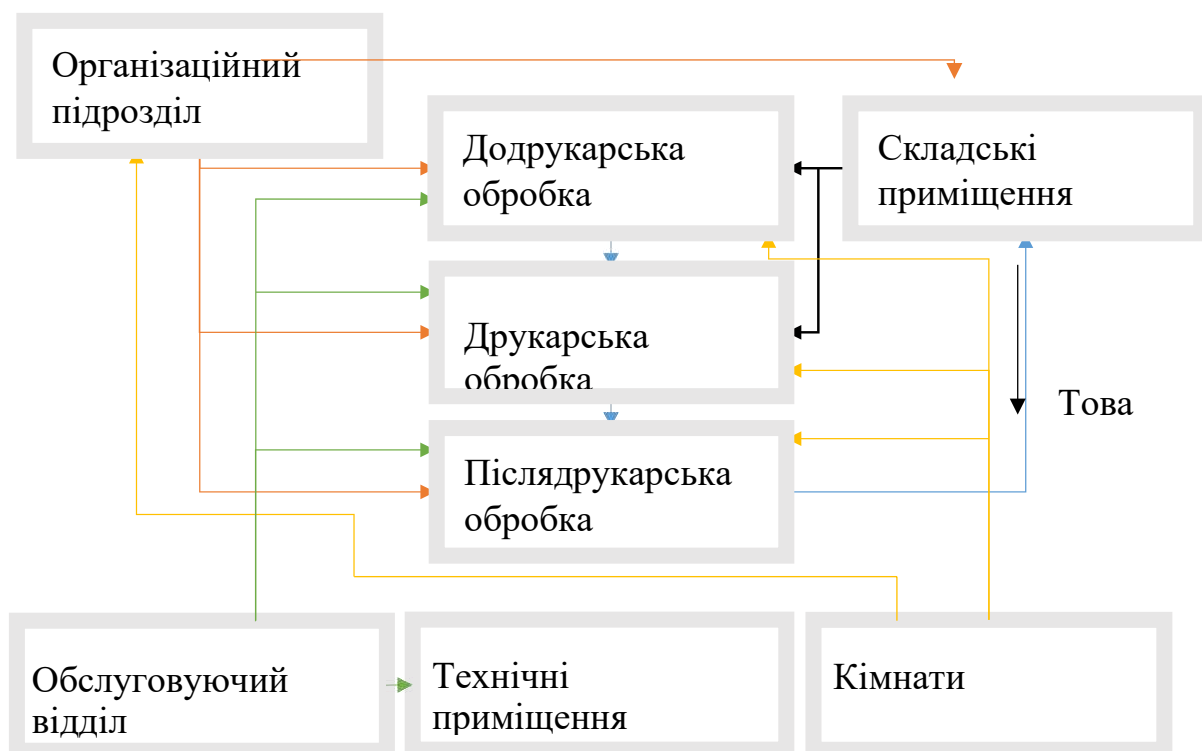 Організаційний
підрозділ
Додрукарська
обробка
Складські
приміщення
Друкарська
обробка
Това
Післядрукарська
обробка
Обслуговуючий
відділ
Технічні
приміщення
Кімнати